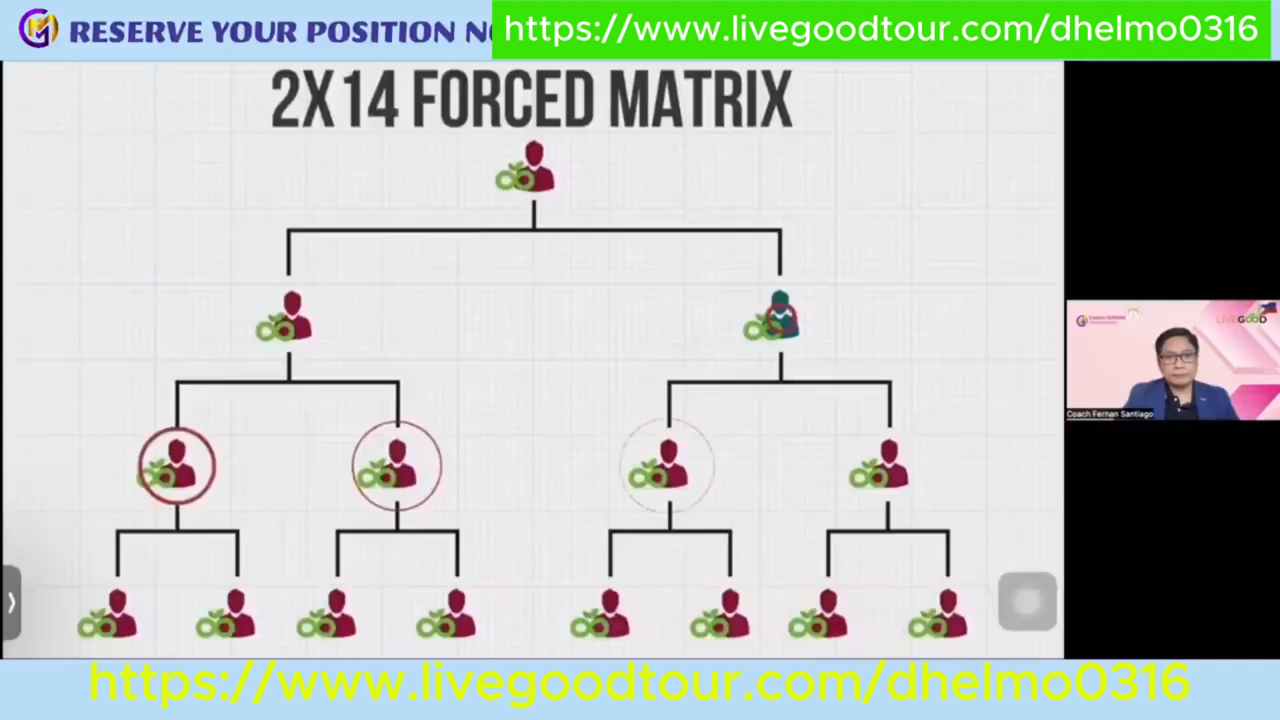 RESERVE YOUR POSITION
https://www.livegoodtour.com/dhelmo0316
2X14 FORCED MATRIX
LIVEGOOD
Coach Fernan Santiago
https://www.livegoodtour.com/dhelmo0316